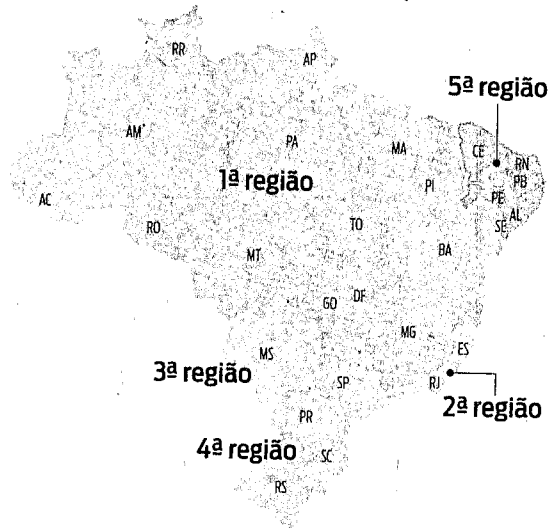 RR
AP
5ª região
AM
PA
MA
CE
RN
1ª região
PI
PB
AC
PE
AL
RO
TO
SE
MT
BA
GO
DF
MG
MS
ES
3ª região
SP
RJ
PR
2ª região
4ª região
SC
RS